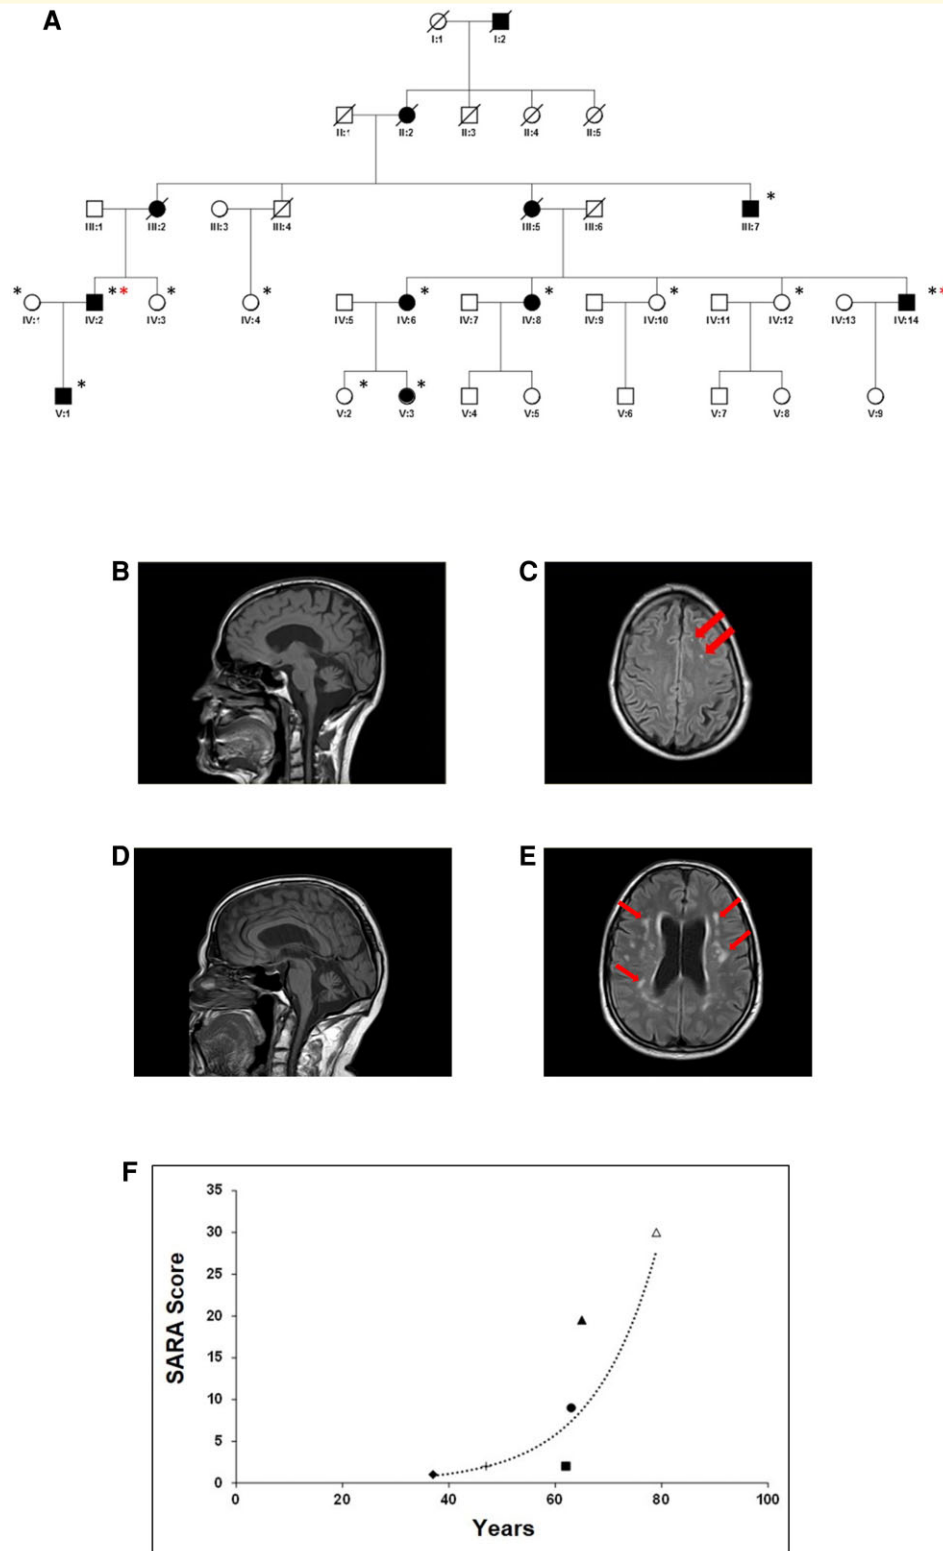 A
I:1 I:2
II:1 II:2 II:3 II:4 II:5
*
III:1 III:2 III:3 III:4 III:5 III:6 III:7
* * * * * * * * * * *
IV:1 IV:2 IV:3 IV:4 IV:5 IV:6 IV:7 IV:8 IV:9 IV:10 IV:11 IV:12 IV:13 IV:14
* * *
V:1 V:2 V:3 V:4 V:5 V:6 V:7 V:8 V:9
B C
D E
F
35
30
25
20
15
10
5
0
SARA Score
0 20 40 60 80 100
Years